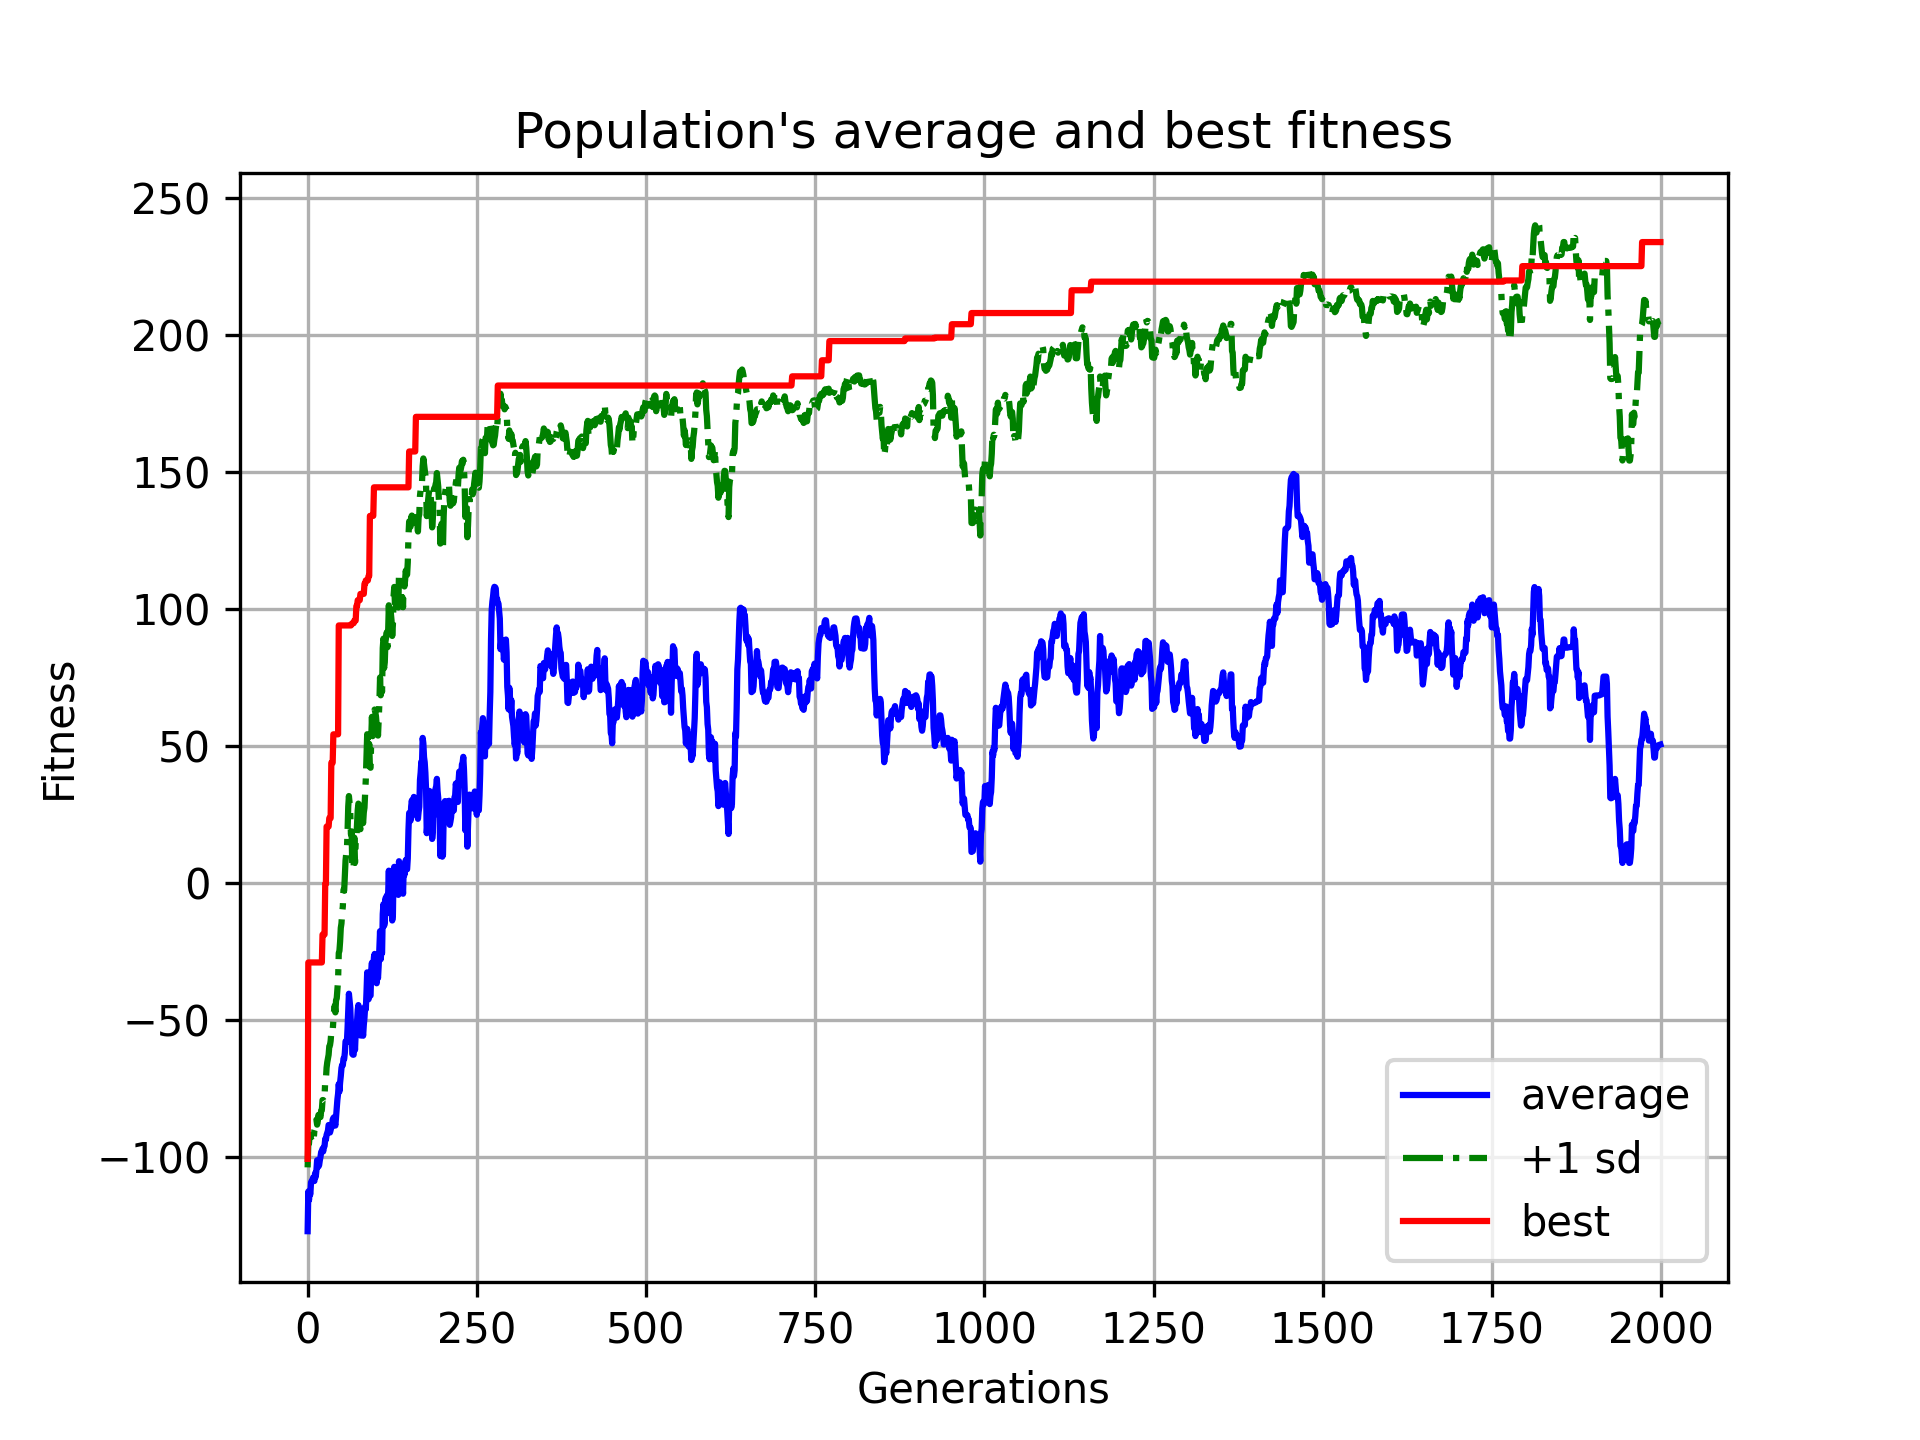 Population's average and best fitness
250
200
150
100
50
0
−50
−100
Fitness
0 250 500 750 1000 1250 1500 1750 2000
Generations
average
+1 sd
best